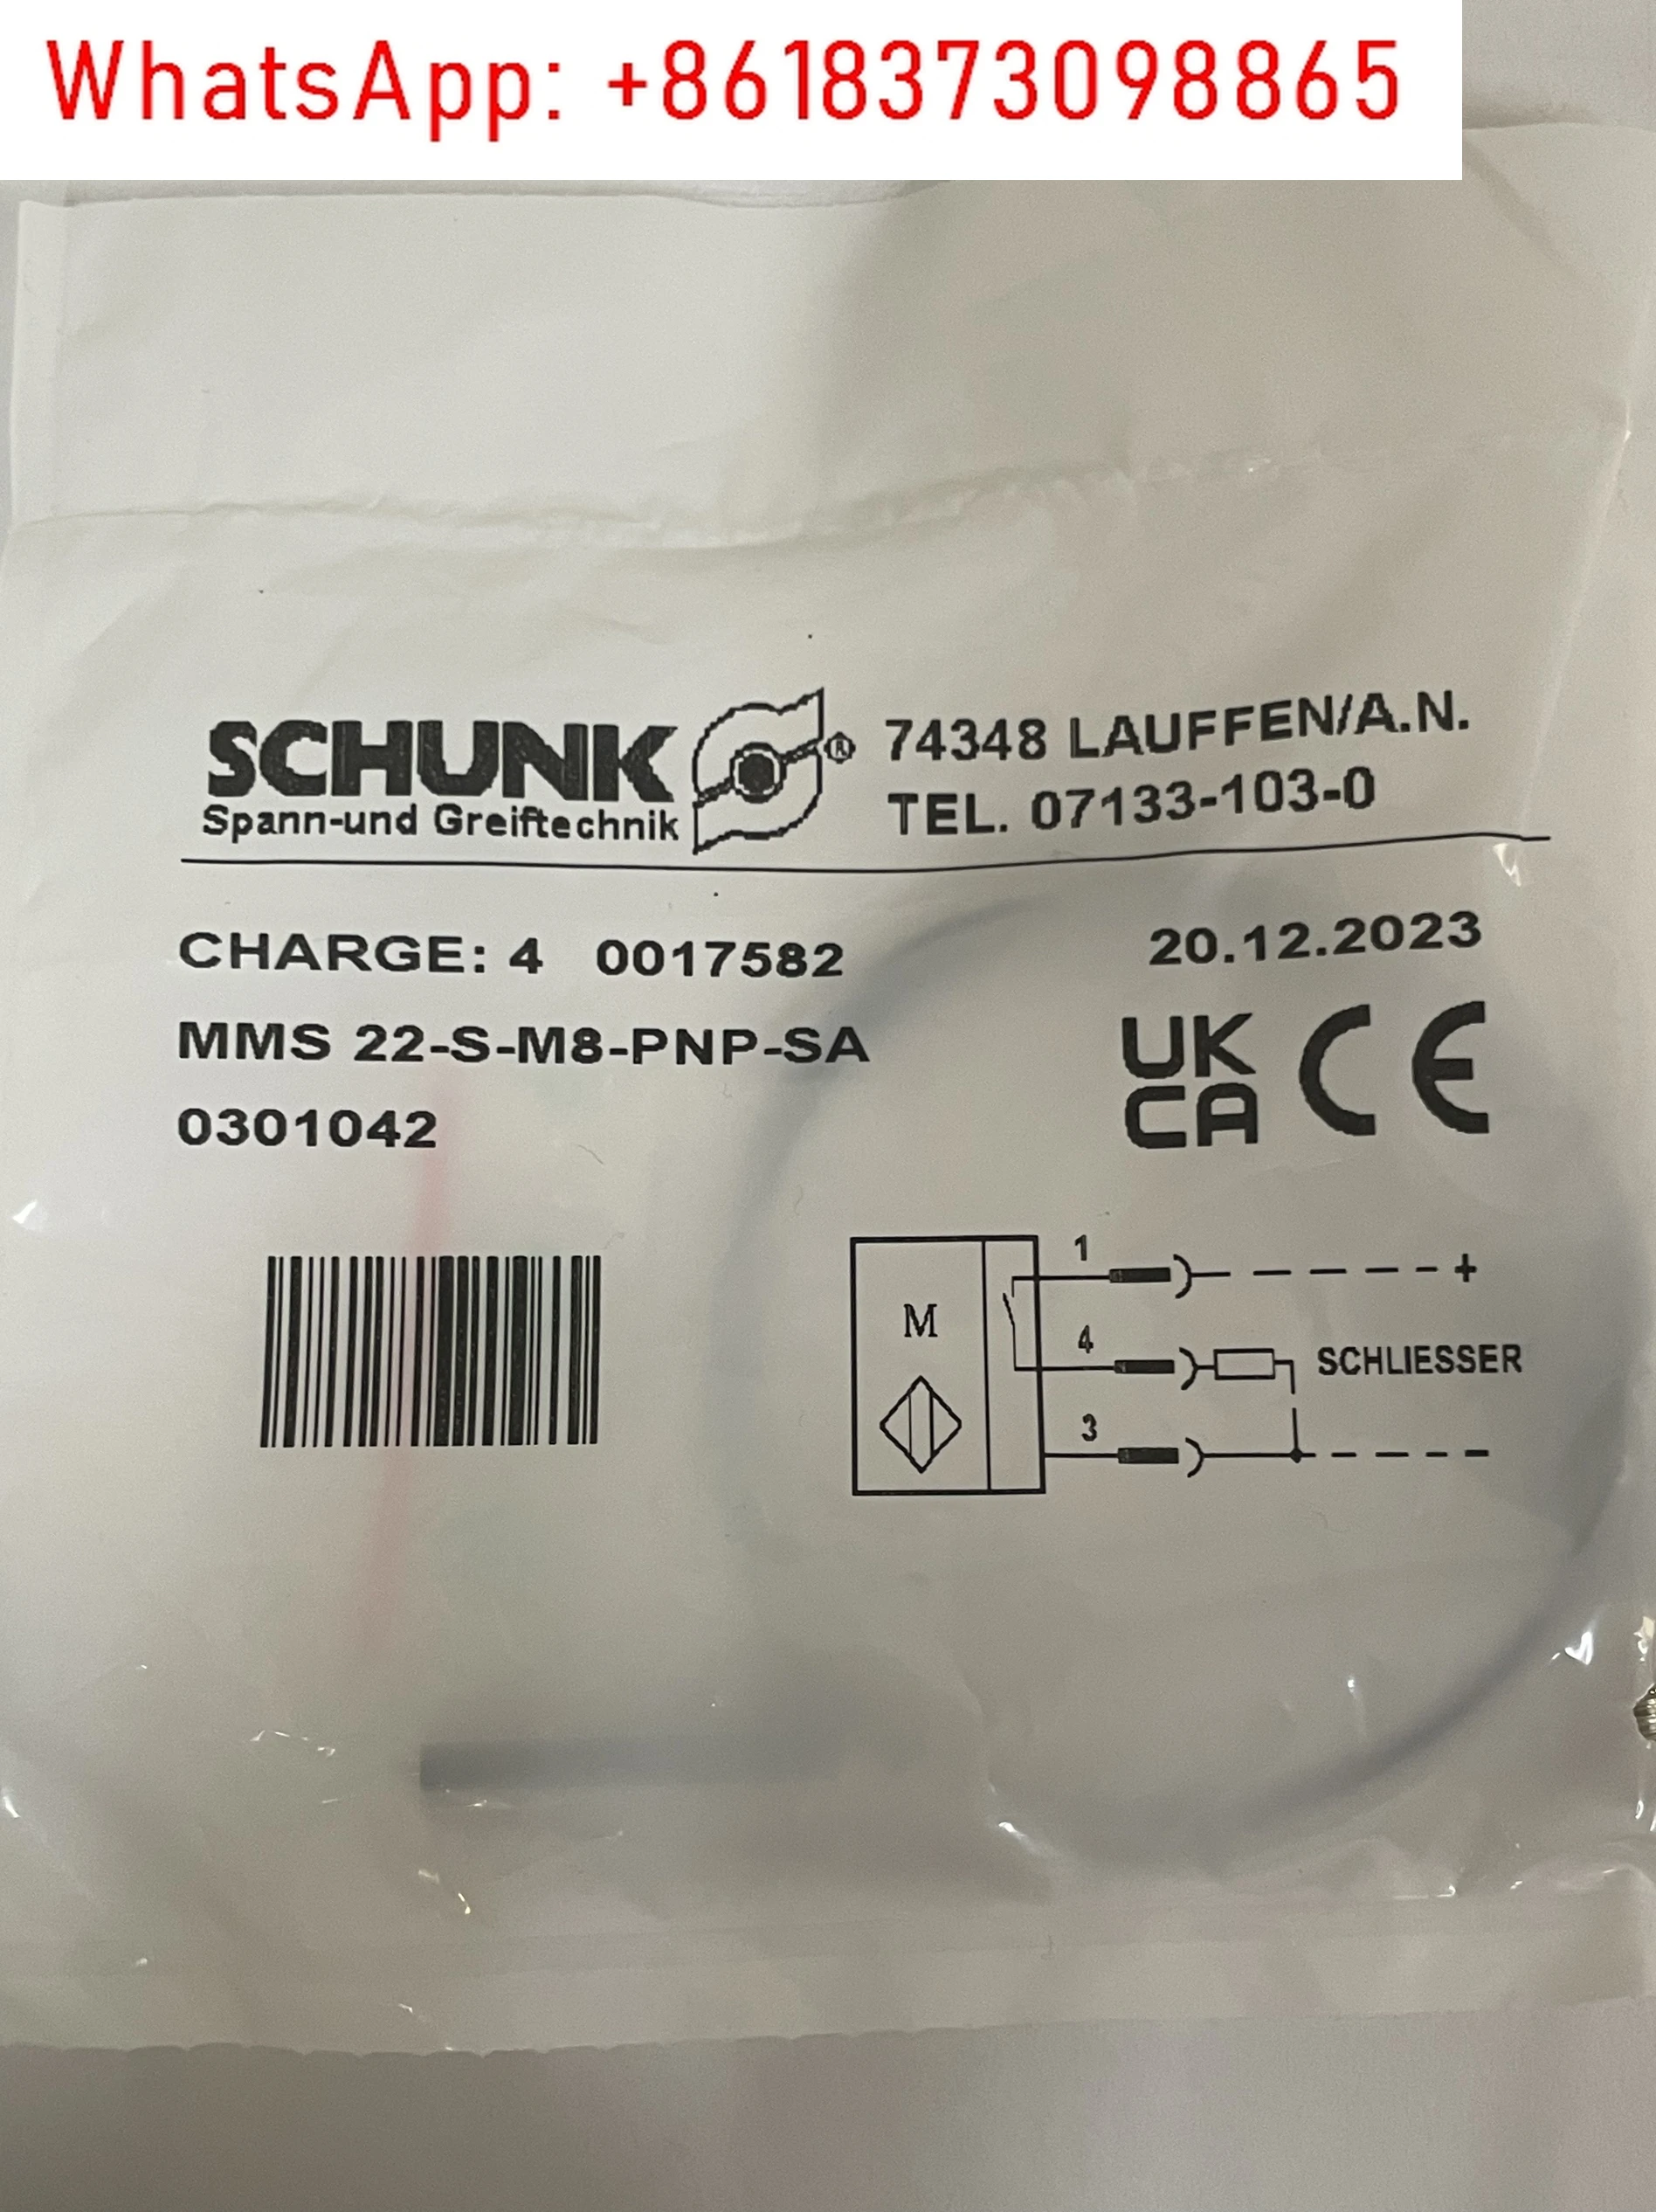 WhatsApp: +8618373098865
SCHUNK ® 74348 LAUFFEN/A.N.
Spann-und Greiftechnik TEL. 07133-103-0
CHARGE: 4 0017582 20.12.2023
MMS 22-S-M8-PNP-SA
0301042
UK
CA CE
1 +
M
4 SCHLIESSER
3 -